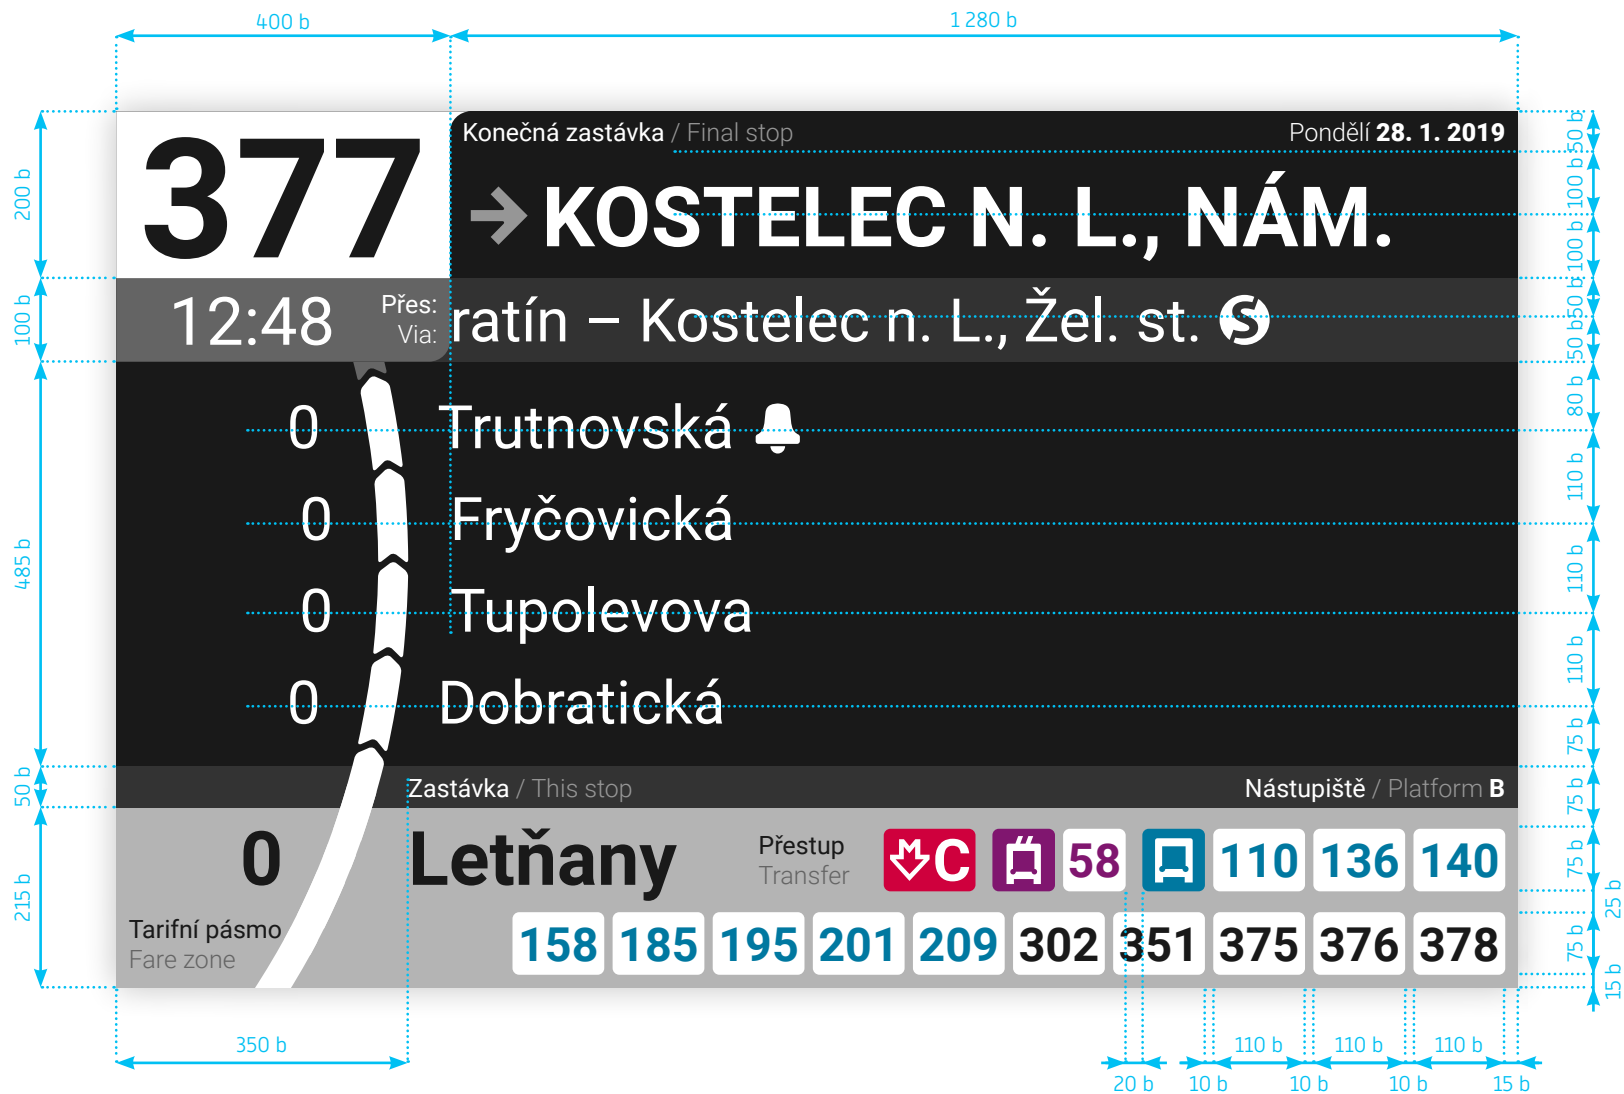 400 b
1 280 b
377
Konečná zastávka / Final stop
Pondělí 28. 1. 2019
→ KOSTELEC N. L., NÁM.
12:48
Přes:
Via:
ratín – Kostelec n. L., Žel. st. S
0 Trutnovská
0 Fryčovická
0 Tupolevova
0 Dobratická
Zastávka / This stop
Nástupiště / Platform B
0 Letňany
Přestup
Transfer
C 58 110 136 140
Tarifní pásmo
Fare zone
158 185 195 201 209 302 351 375 376 378
200 b
100 b
485 b
50 b
215 b
50 b
100 b
100 b
50 b
50 b
80 b
110 b
110 b
110 b
75 b
75 b
75 b
25 b
75 b
15 b
350 b
110 b
110 b
110 b
20 b
10 b
10 b
10 b
15 b